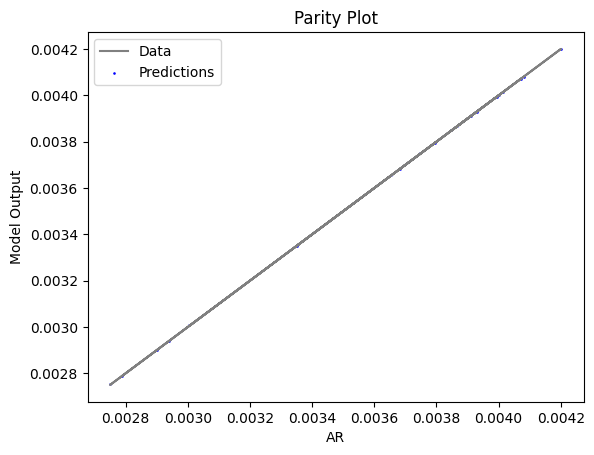 Parity Plot
Data
Predictions
Model Output
0.0042
0.0040
0.0038
0.0036
0.0034
0.0032
0.0030
0.0028
0.0028 0.0030 0.0032 0.0034 0.0036 0.0038 0.0040 0.0042
AR